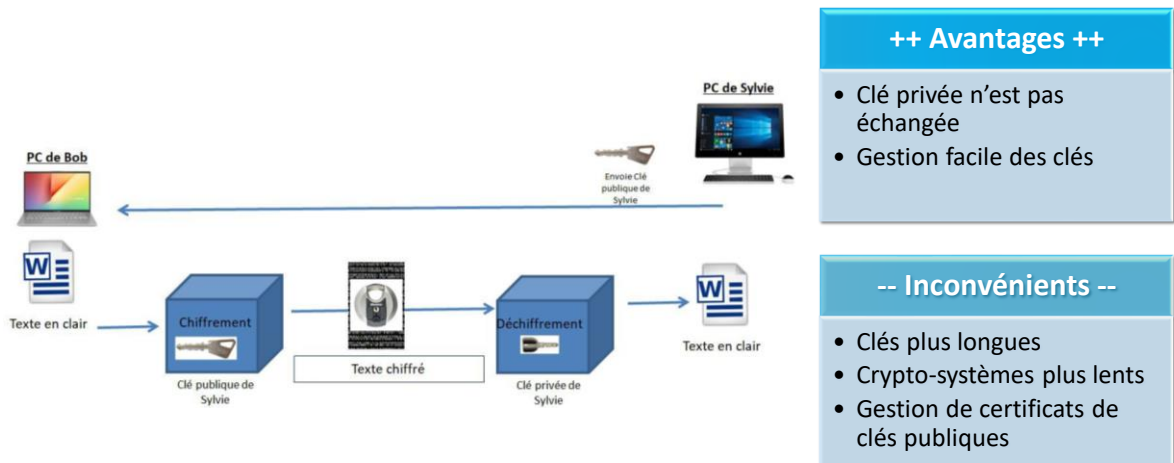 PC de Bob
PC de Sylvie
Envoie Clé
publique de
Sylvie
W
Texte en clair
Chiffrement
Clé publique de
Sylvie
Texte chiffré
Déchiffrement
Clé privée de
Sylvie
W
Texte en clair
++ Avantages ++
• Clé privée n'est pas
échangée
• Gestion facile des clés
-- Inconvénients --
• Clés plus longues
• Crypto-systèmes plus lents
• Gestion de certificats de
clés publiques